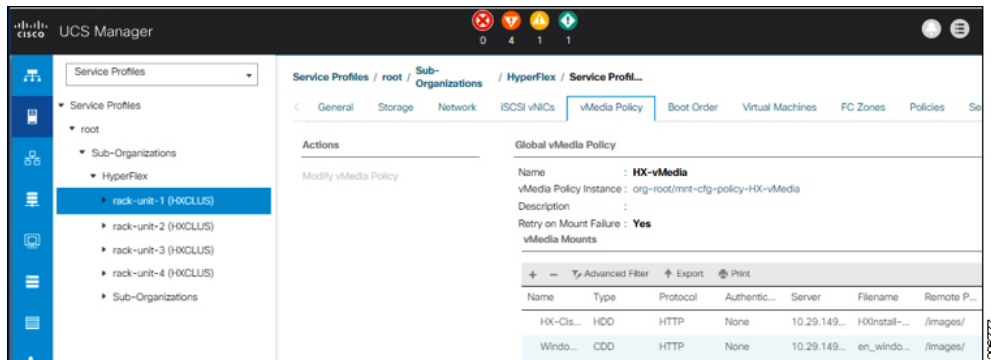 cisco UCS Manager
0 4 1 1
Service Profiles
Service Profiles
root
Sub-Organizations
HyperFlex
rack-unit-1 (HXCLUS)
rack-unit-2 (HXCLUS)
rack-unit-3 (HXCLUS)
rack-unit-4 (HXCLUS)
Sub-Organizations
Service Profiles / root / Sub-Organizations / HyperFlex / Service Profil...
General Storage Network iSCSI vNICs vMedia Policy Boot Order Virtual Machines FC Zones Policies Se
Actions
Modify vMedia Policy
Global vMedia Policy
Name : HX-vMedia
vMedia Policy Instance : org-root/mnt-cfg-policy-HX-vMedia
Description :
Retry on Mount Failure : Yes
vMedia Mounts
+ − Advanced Filter Export Print
Name Type Protocol Authentic... Server Filename Remote P...
HX-Cis... HDD HTTP None 10.29.149... HXInstall-... /images/
Windo... CDD HTTP None 10.29.149... en_windo... /images/